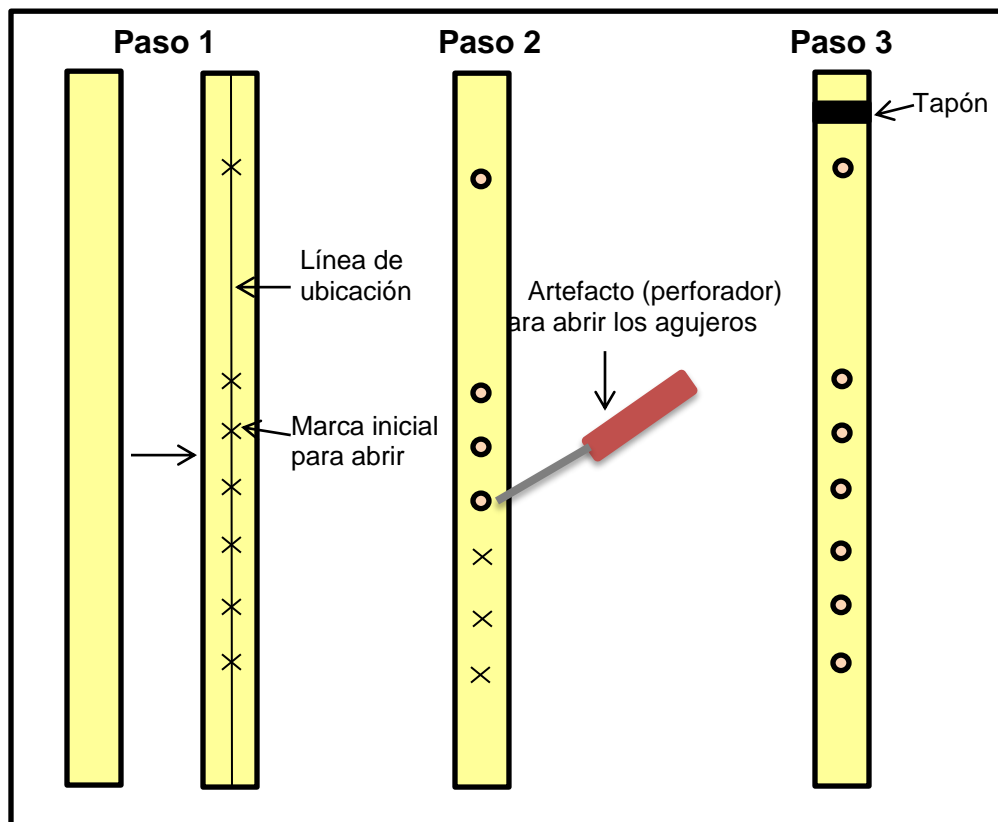 Paso 1
Paso 2
Paso 3
Tapón
Línea de
ubicación
Artefacto (perforador)
ara abrir los agujeros
Marca inicial
para abrir